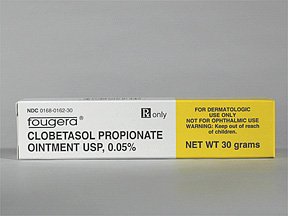 NDC 0168-0162-30
fougera®
CLOBETASOL PROPIONATE
OINTMENT USP, 0.05%
Rx only
FOR DERMATOLOGIC
USE ONLY
NOT FOR OPHTHALMIC USE
WARNING: Keep out of reach
of children.
NET WT 30 grams